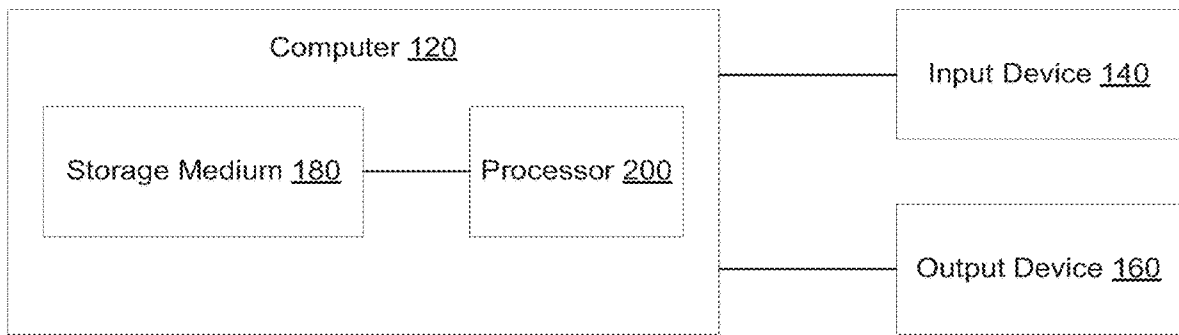 Computer 120
Input Device 140
Storage Medium 180
Processor 200
Output Device 160